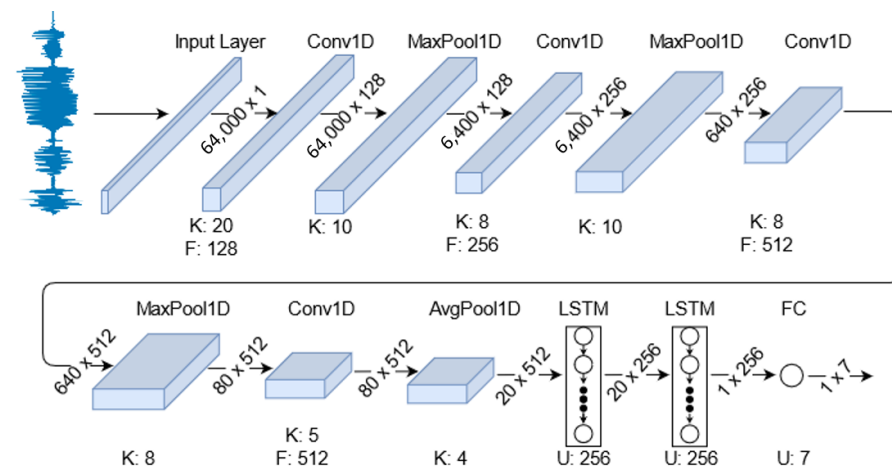 Input Layer Conv1D MaxPool1D Conv1D MaxPool1D Conv1D
64,000 x 1 64,000 x 128 6,400 x 128 6,400 x 256 640 x 256
K: 20 K: 10 K: 8 K: 10 K: 8
F: 128 F: 256 F: 512
MaxPool1D Conv1D AvgPool1D LSTM LSTM FC
640 x 512 80 x 512 80 x 512 20 x 512 20 x 256 1 x 256 1 x 7
K: 8 K: 5 K: 4 U: 256 U: 256 U: 7
F: 512